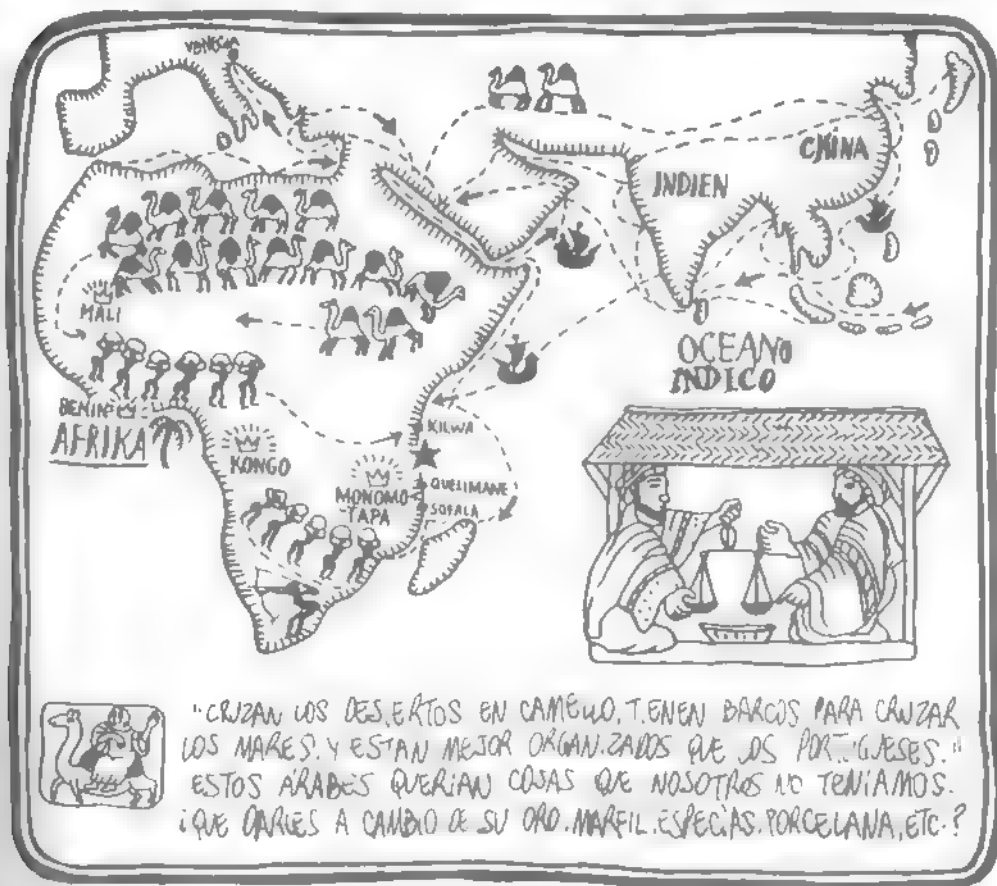 VENECIA
CHINA
INDIEN
MALI
OCEANO
INDICO
BENIN
AFRIKA
KILWA
KONGO
QUELIMANE
MONOMO
TAPA
SOFALA
"CRUZAN LOS DESIERTOS EN CAMELLO, TIENEN BARCOS PARA CRUZAR
LOS MARES. Y ESTAN MEJOR ORGANIZADOS QUE LOS PORTUGUESES."
ESTOS ÁRABES QUERIAN COSAS QUE NOSOTROS NO TENÍAMOS.
¿QUE DARLES A CAMBIO DE SU ORO, MARFIL, ESPECIAS, PORCELANA, ETC.?